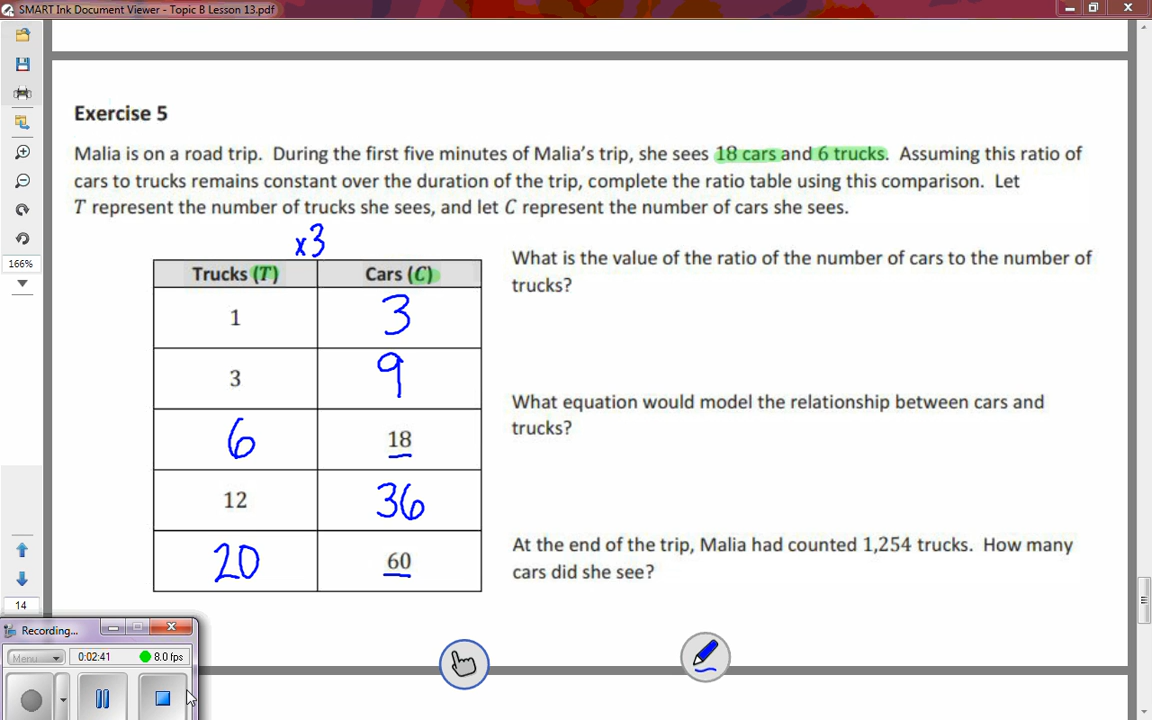 SMART Ink Document Viewer - Topic B Lesson 13.pdf
166%
14
Exercise 5
Malia is on a road trip. During the first five minutes of Malia's trip, she sees 18 cars and 6 trucks. Assuming this ratio of
cars to trucks remains constant over the duration of the trip, complete the ratio table using this comparison. Let
T represent the number of trucks she sees, and let C represent the number of cars she sees.
x3
Trucks (T) Cars (C)
1 3
3 9
6 18
12 36
20 60
What is the value of the ratio of the number of cars to the number of
trucks?
What equation would model the relationship between cars and
trucks?
At the end of the trip, Malia had counted 1,254 trucks. How many
cars did she see?
Recording...
Menu 0:02:41 8.0 fps